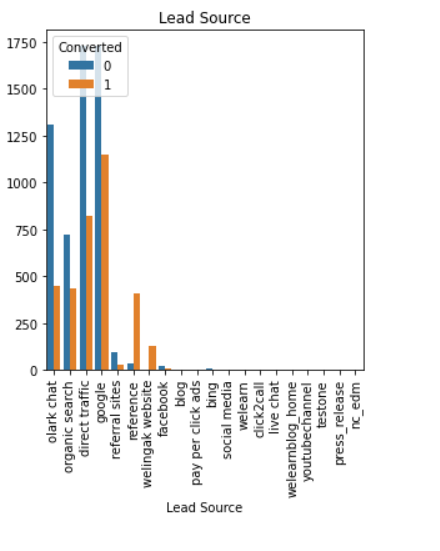 Lead Source
Converted
0
1
1750
1500
1250
1000
750
500
250
0
olark chat
organic search
direct traffic
google
referral sites
reference
welingak website
facebook
blog
pay per click ads
bing
social media
welearn
click2call
live chat
welearnblog_home
youtubechannel
testone
press_release
nc_edm
Lead Source